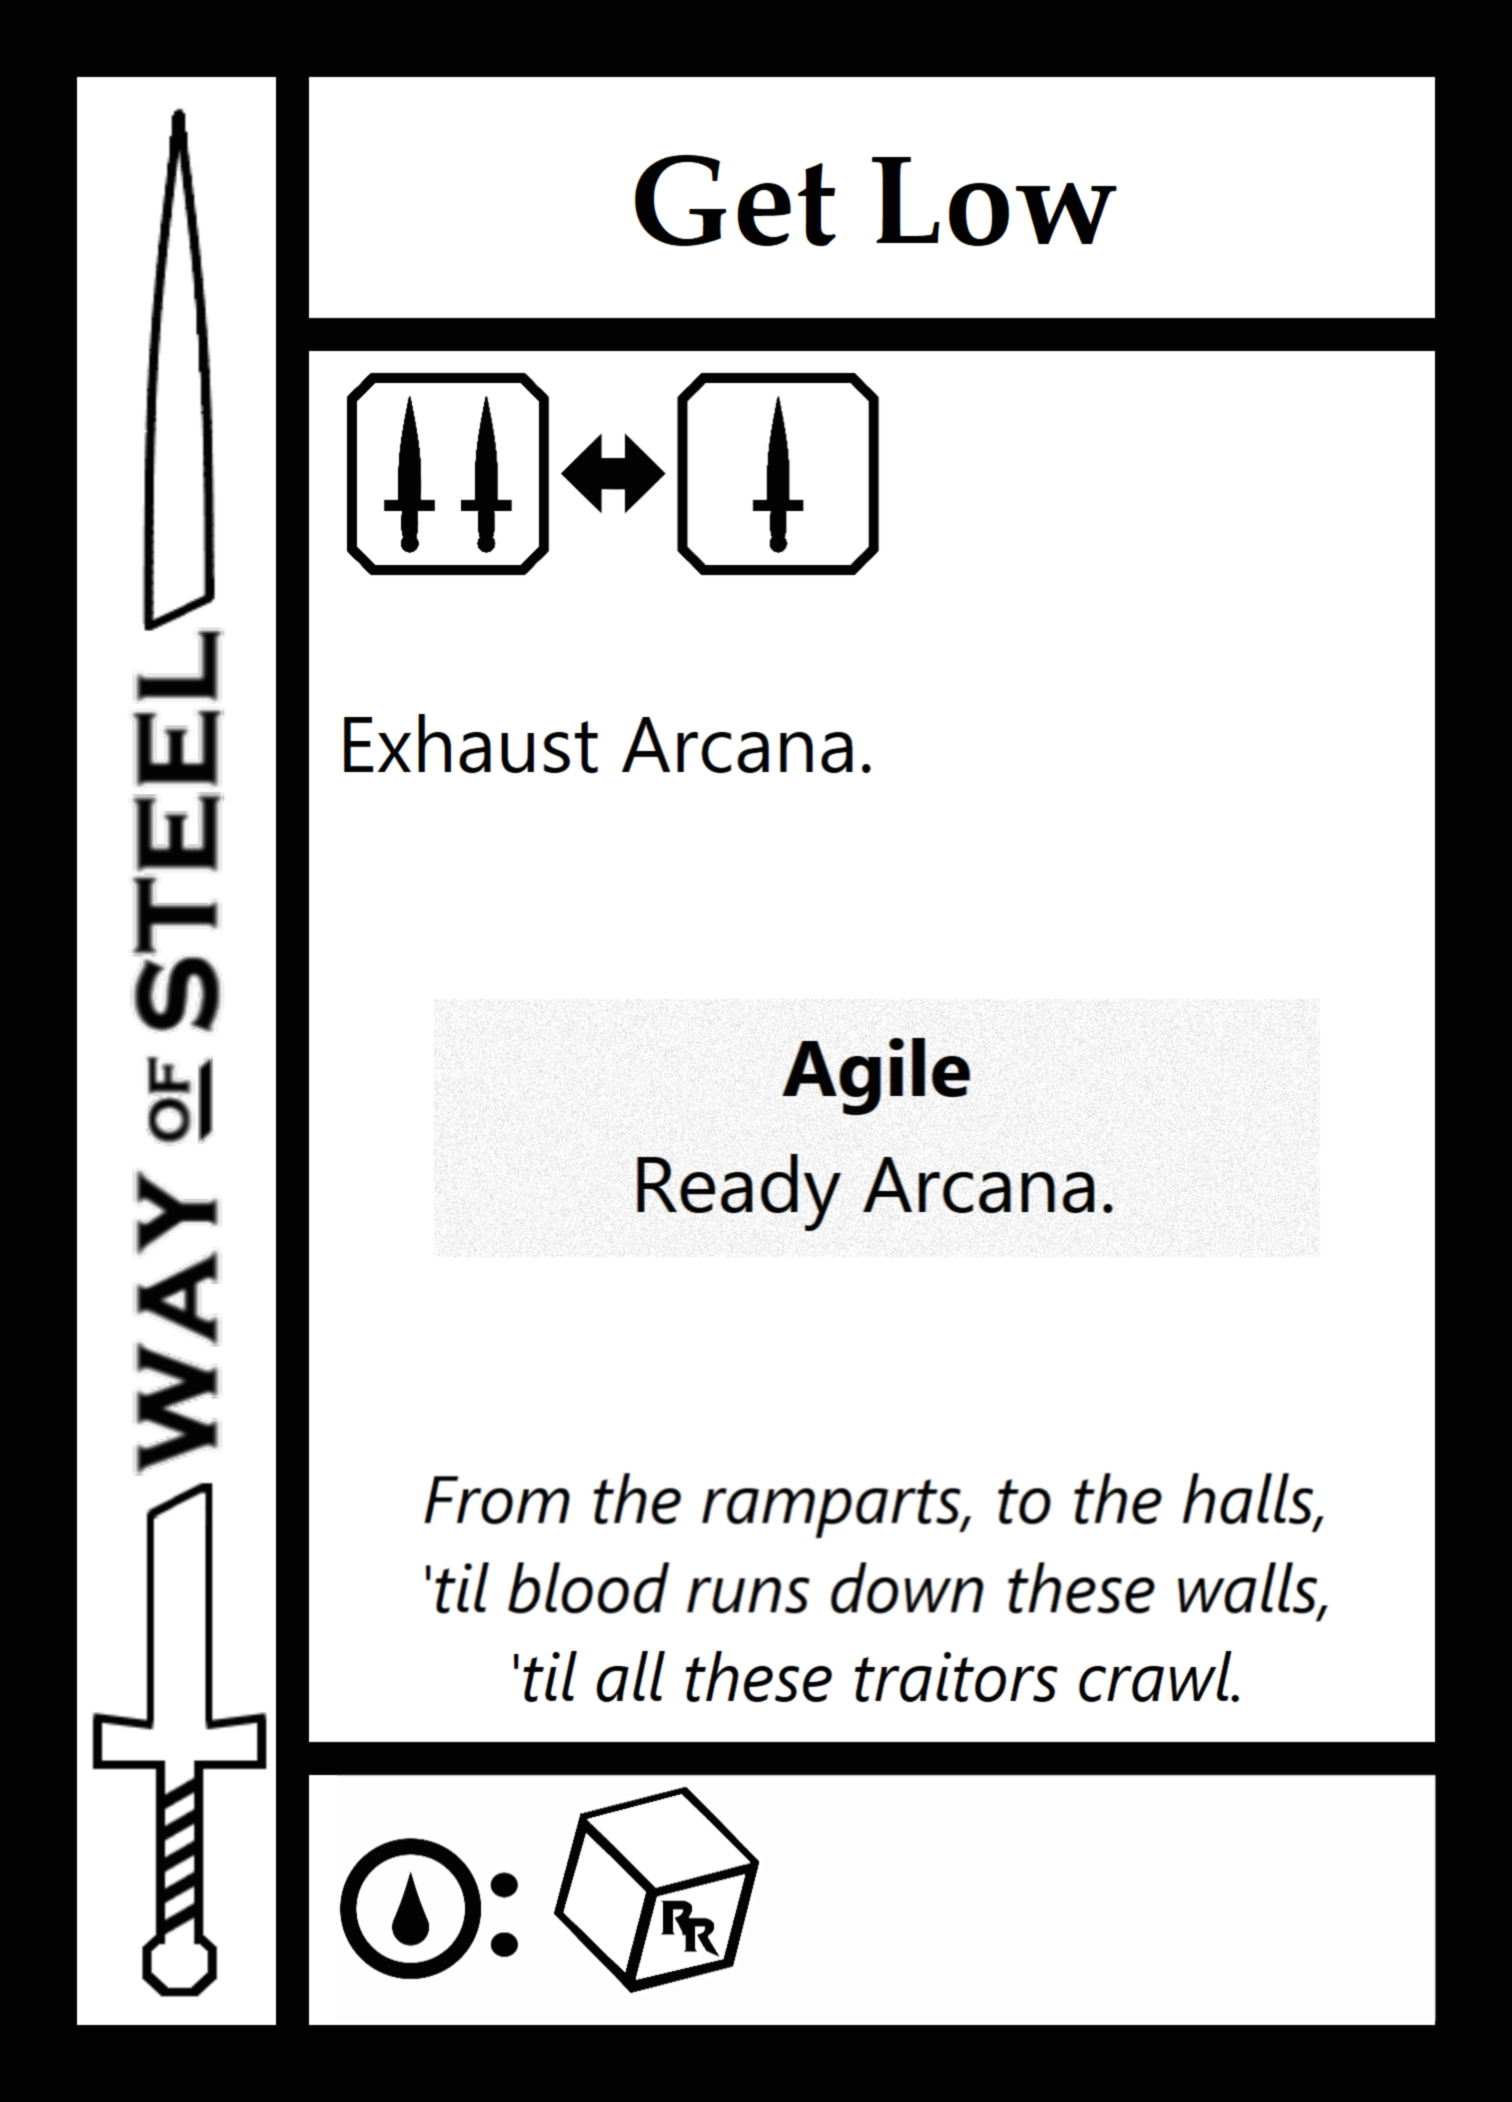 Get Low
Exhaust Arcana.
Agile
Ready Arcana.
From the ramparts, to the halls,
'til blood runs down these walls,
'til all these traitors crawl.
:
RR
WAY OF STEEL